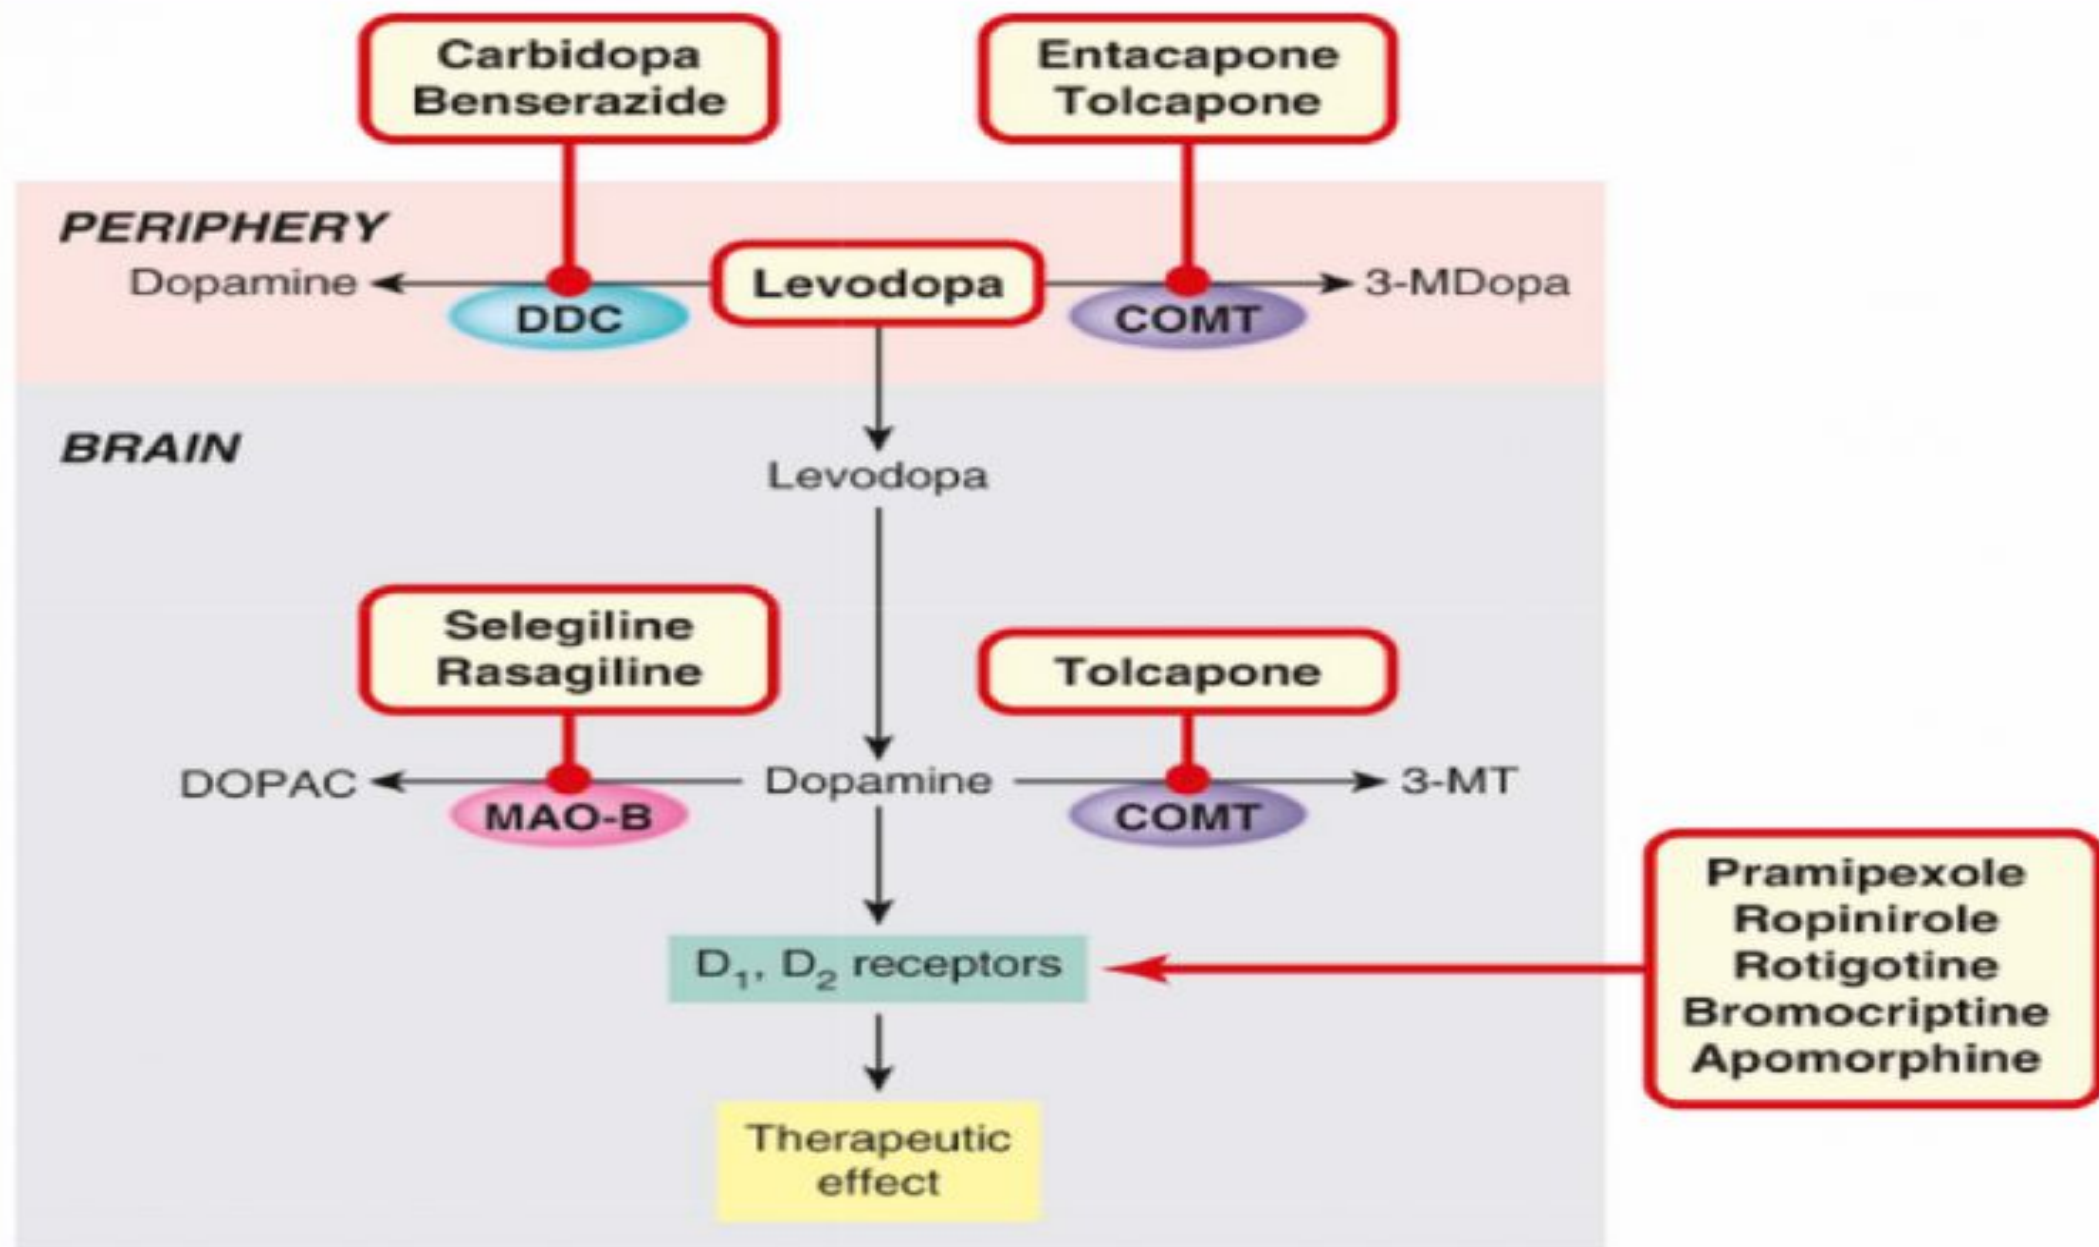 Carbidopa
Benserazide
Entacapone
Tolcapone
PERIPHERY
Dopamine
DDC
Levodopa
COMT
3-MDopa
BRAIN
Levodopa
Selegiline
Rasagiline
Tolcapone
DOPAC
MAO-B
Dopamine
COMT
3-MT
Pramipexole
Ropinirole
Rotigotine
Bromocriptine
Apomorphine
D₁, D₂ receptors
Therapeutic
effect